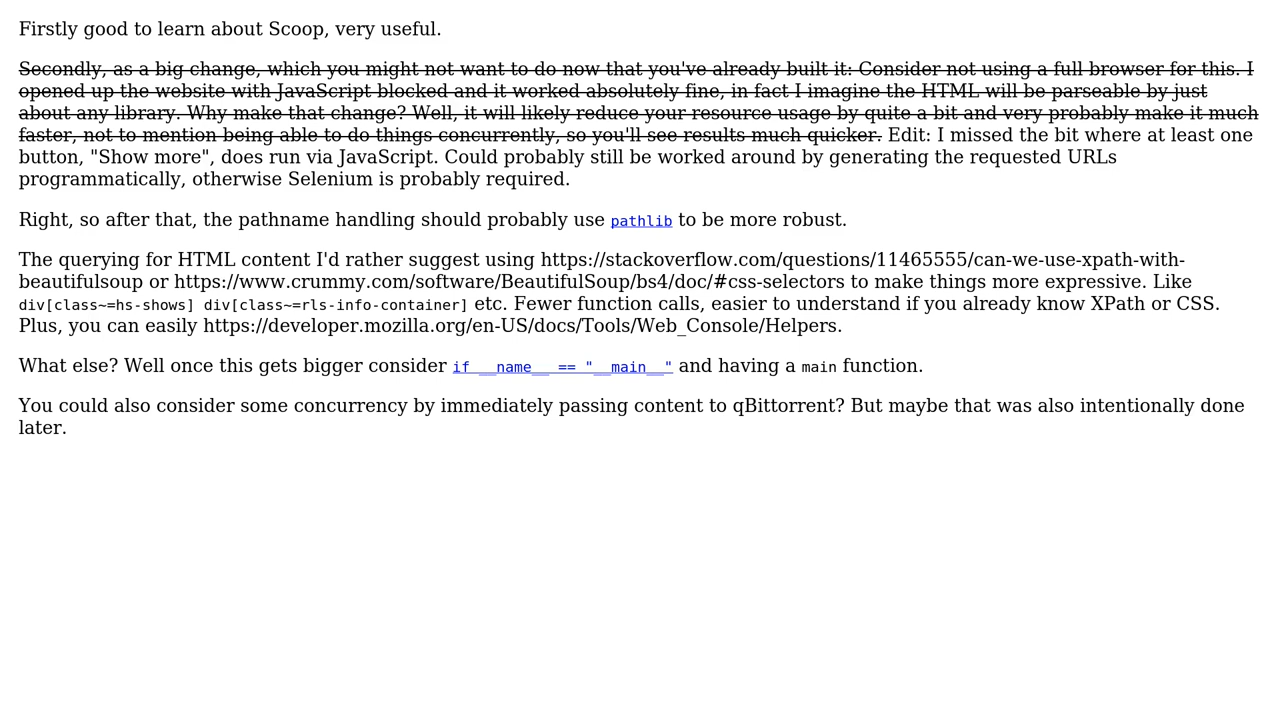 Firstly good to learn about Scoop, very useful.
Secondly, as a big change, which you might not want to do now that you've already built it: Consider not using a full browser for this. I
opened up the website with JavaScript blocked and it worked absolutely fine, in fact I imagine the HTML will be parseable by just
about any library. Why make that change? Well, it will likely reduce your resource usage by quite a bit and very probably make it much
faster, not to mention being able to do things concurrently, so you'll see results much quicker. Edit: I missed the bit where at least one
button, "Show more", does run via JavaScript. Could probably still be worked around by generating the requested URLs
programmatically, otherwise Selenium is probably required.
Right, so after that, the pathname handling should probably use pathlib to be more robust.
The querying for HTML content I'd rather suggest using https://stackoverflow.com/questions/11465555/can-we-use-xpath-with-
beautifulsoup or https://www.crummy.com/software/BeautifulSoup/bs4/doc/#css-selectors to make things more expressive. Like
div[class~=hs-shows] div[class~=rls-info-container] etc. Fewer function calls, easier to understand if you already know XPath or CSS.
Plus, you can easily https://developer.mozilla.org/en-US/docs/Tools/Web_Console/Helpers.
What else? Well once this gets bigger consider if __name__ == "__main__" and having a main function.
You could also consider some concurrency by immediately passing content to qBittorrent? But maybe that was also intentionally done
later.